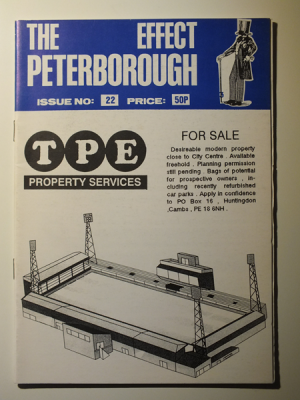 THE EFFECT
PETERBOROUGH
ISSUE NO: 22 PRICE: 50P
TPE
PROPERTY SERVICES
FOR SALE
Desireable modern property
close to City Centre . Available
freehold . Planning permission
still pending . Bags of potential
for prospective owners , in-
cluding recently refurbished
car parks . Apply in confidence
to PO Box 16 , Huntingdon
,Cambs , PE 18 6NH .